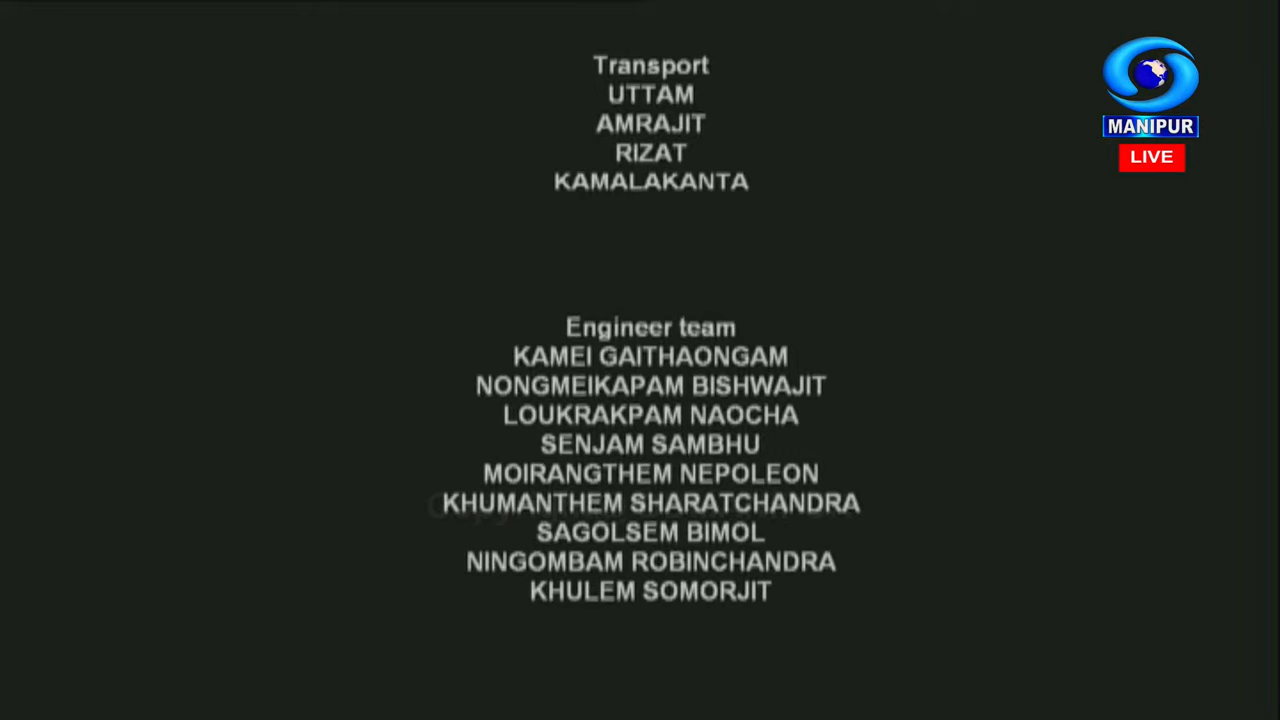 Transport
UTTAM
AMRAJIT
RIZAT
KAMALAKANTA
MANIPUR
LIVE
Engineer team
KAMEI GAITHAONGAM
NONGMEIKAPAM BISHWAJIT
LOUKRAKPAM NAOCHA
SENJAM SAMBHU
MOIRANGTHEM NEPOLEON
KHUMANTHEM SHARATCHANDRA
SAGOLSEM BIMOL
NINGOMBAM ROBINCHANDRA
KHULEM SOMORJIT